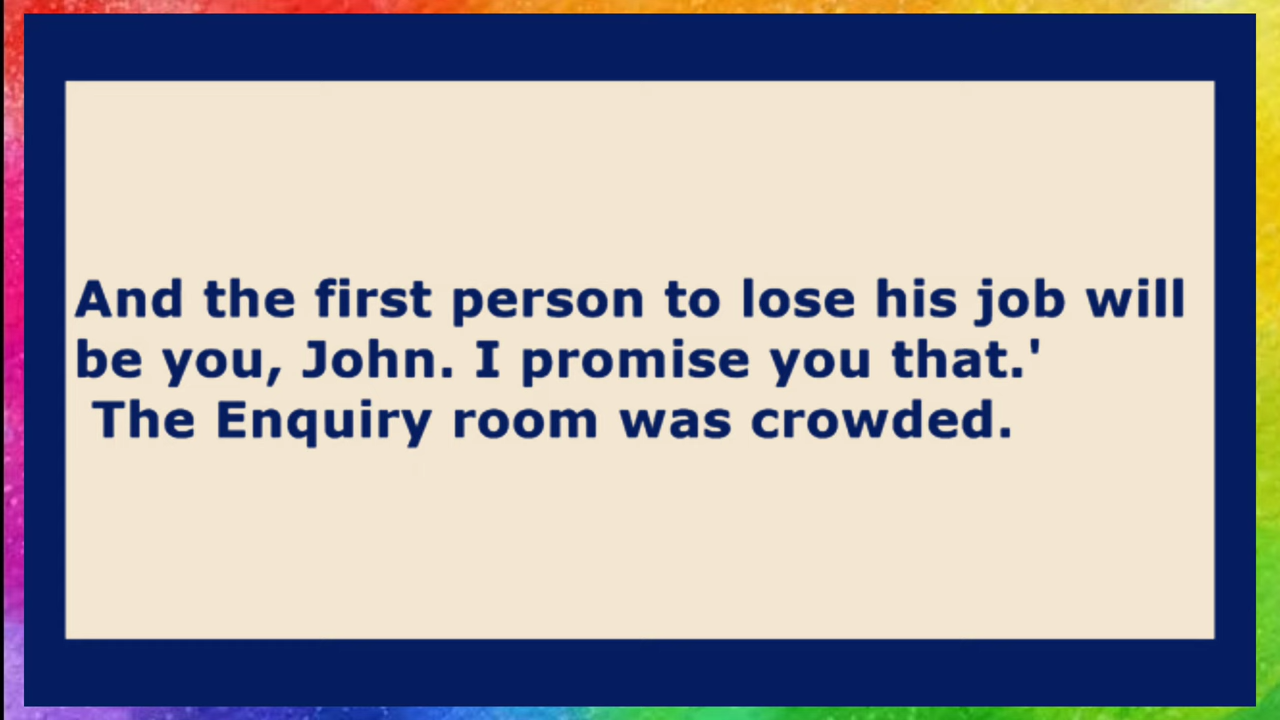 And the first person to lose his job will
be you, John. I promise you that.'
The Enquiry room was crowded.